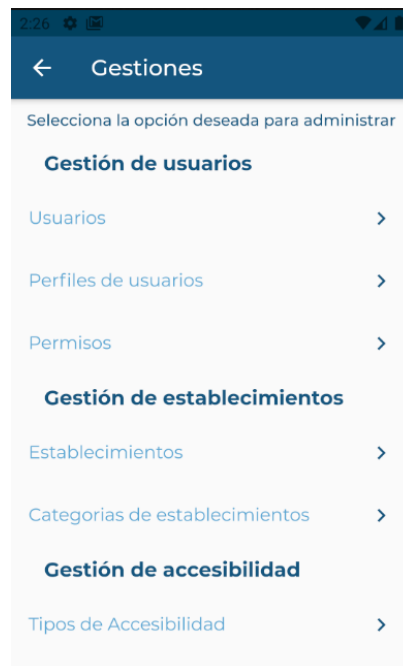 2:26
Gestiones
Selecciona la opción deseada para administrar
Gestión de usuarios
Usuarios
Perfiles de usuarios
Permisos
Gestión de establecimientos
Establecimientos
Categorias de establecimientos
Gestión de accesibilidad
Tipos de Accesibilidad